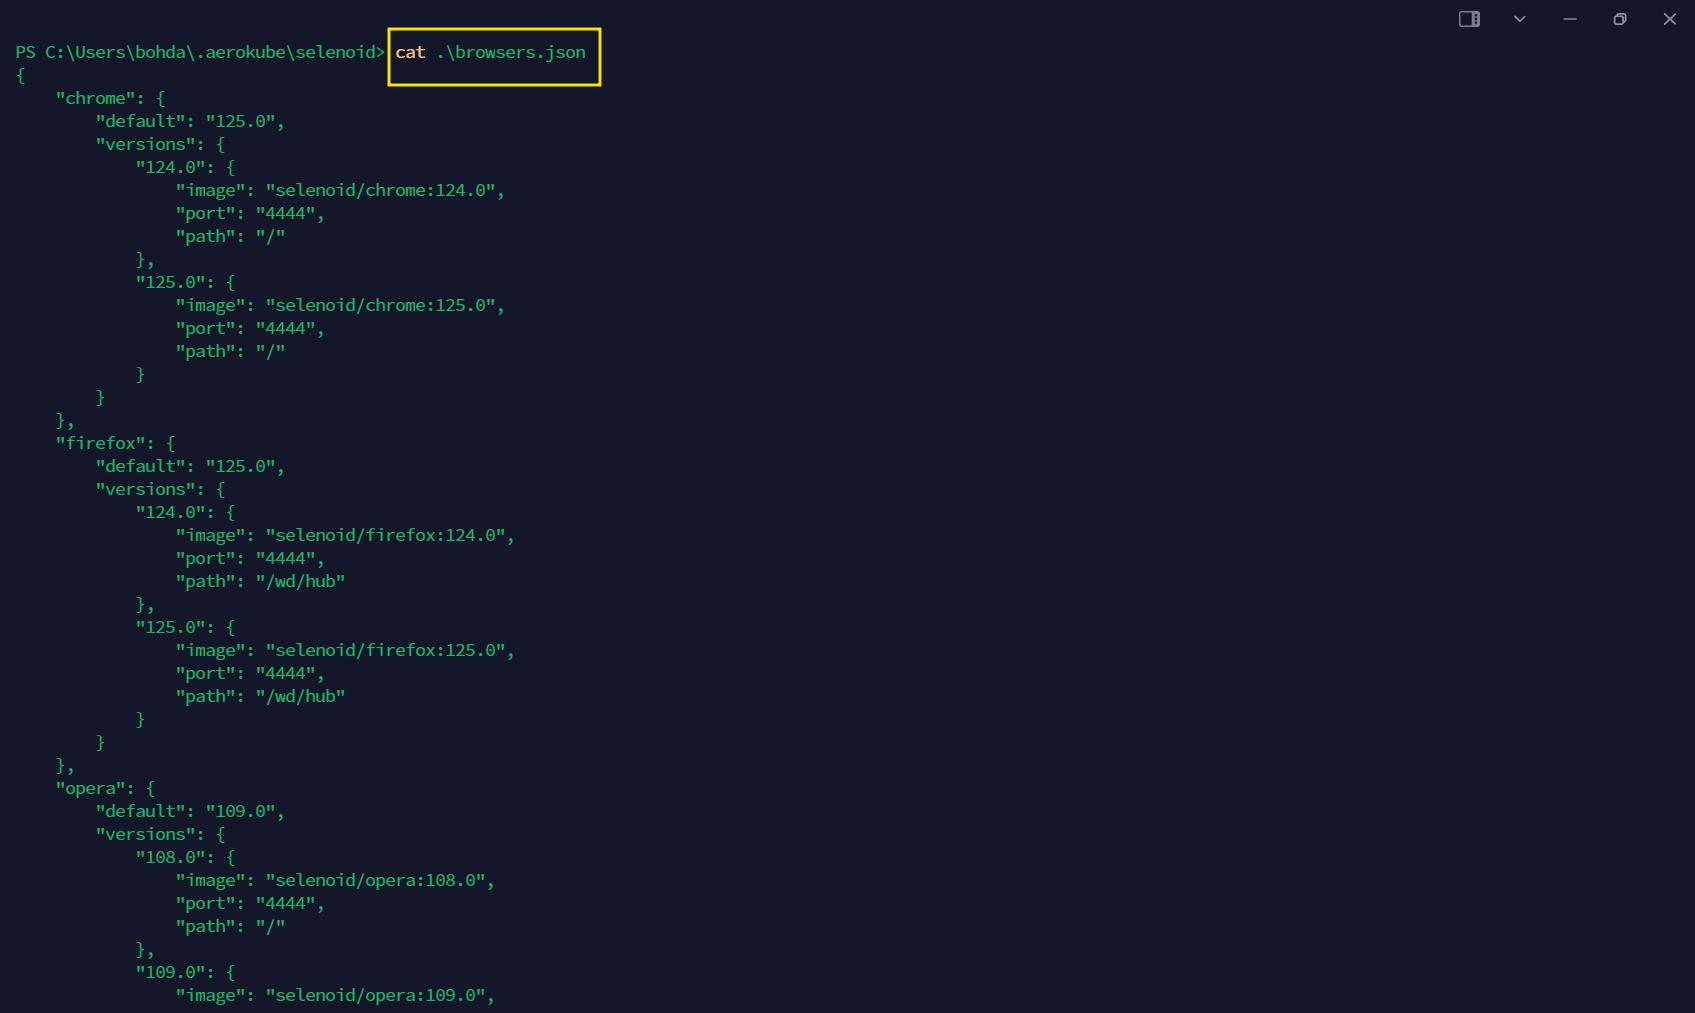 PS C:\Users\bohda\.aerokube\selenoid> cat .\browsers.json
{
    "chrome": {
        "default": "125.0",
        "versions": {
            "124.0": {
                "image": "selenoid/chrome:124.0",
                "port": "4444",
                "path": "/"
            },
            "125.0": {
                "image": "selenoid/chrome:125.0",
                "port": "4444",
                "path": "/"
            }
        }
    },
    "firefox": {
        "default": "125.0",
        "versions": {
            "124.0": {
                "image": "selenoid/firefox:124.0",
                "port": "4444",
                "path": "/wd/hub"
            },
            "125.0": {
                "image": "selenoid/firefox:125.0",
                "port": "4444",
                "path": "/wd/hub"
            }
        }
    },
    "opera": {
        "default": "109.0",
        "versions": {
            "108.0": {
                "image": "selenoid/opera:108.0",
                "port": "4444",
                "path": "/"
            },
            "109.0": {
                "image": "selenoid/opera:109.0",